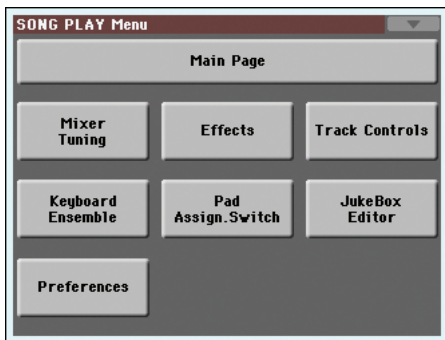 SONG PLAY Menu
Main Page
Mixer
Tuning
Effects
Track Controls
Keyboard
Ensemble
Pad
Assign.Switch
JukeBox
Editor
Preferences